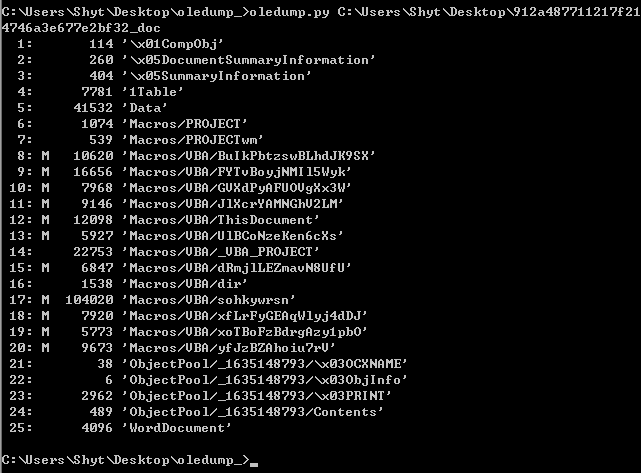 C:\Users\Shyt\Desktop\oledump_>oledump.py C:\Users\Shyt\Desktop\912a487711217f21
4746a3e677e2bf32_doc
  1:       114 '\x01CompObj'
  2:       260 '\x05DocumentSummaryInformation'
  3:       404 '\x05SummaryInformation'
  4:      7781 '1Table'
  5:     41532 'Data'
  6:      1074 'Macros/PROJECT'
  7:       539 'Macros/PROJECTwm'
  8: M   10620 'Macros/VBA/BuIkPbtzswBLhdJK9SX'
  9: M   16656 'Macros/VBA/FYTvBoyjNMIl5Wyk'
 10: M    7968 'Macros/VBA/GVXdPyAFUOVgXx3W'
 11: M    9146 'Macros/VBA/JlXcrYAMNGhV2LM'
 12: M   12098 'Macros/VBA/ThisDocument'
 13: M    5927 'Macros/VBA/UlBCoNzeKen6cXs'
 14:     22753 'Macros/VBA/_VBA_PROJECT'
 15: M    6847 'Macros/VBA/dRmjlLEZmavN8UfU'
 16:      1538 'Macros/VBA/dir'
 17: M  104020 'Macros/VBA/sohkywrsn'
 18: M    7920 'Macros/VBA/xfLrFyGEAqWlyj4dDJ'
 19: M    5773 'Macros/VBA/xoTBoFzBdrgAzy1pbO'
 20: M    9673 'Macros/VBA/yfJzBZAhoiu7rV'
 21:        38 'ObjectPool/_1635148793/\x03OCXNAME'
 22:         6 'ObjectPool/_1635148793/\x03ObjInfo'
 23:      2962 'ObjectPool/_1635148793/\x03PRINT'
 24:       489 'ObjectPool/_1635148793/Contents'
 25:      4096 'WordDocument'
C:\Users\Shyt\Desktop\oledump_>_